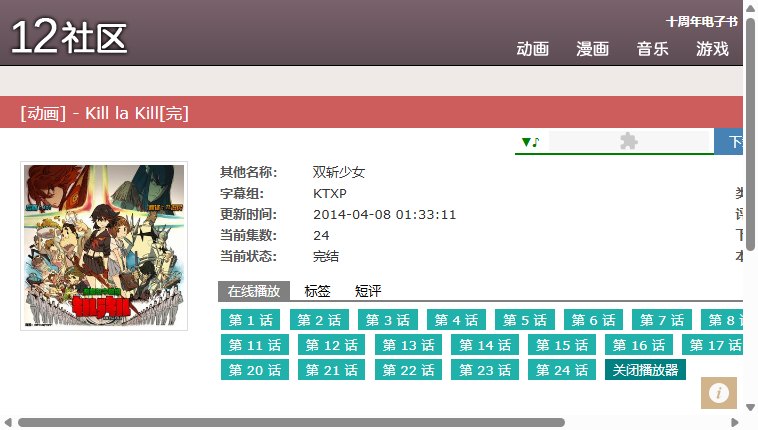 12社区
十周年电子书
动画 漫画 音乐 游戏
[动画] - Kill la Kill[完]
▼♪
其他名称: 双斩少女
字幕组: KTXP
更新时间: 2014-04-08 01:33:11
当前集数: 24
当前状态: 完结
在线播放 标签 短评
第 1 话 第 2 话 第 3 话 第 4 话 第 5 话 第 6 话 第 7 话 第 8
第 11 话 第 12 话 第 13 话 第 14 话 第 15 话 第 16 话 第 17 话
第 20 话 第 21 话 第 22 话 第 23 话 第 24 话 关闭播放器